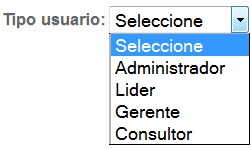 Tipo usuario: Seleccione
Seleccione
Administrador
Lider
Gerente
Consultor